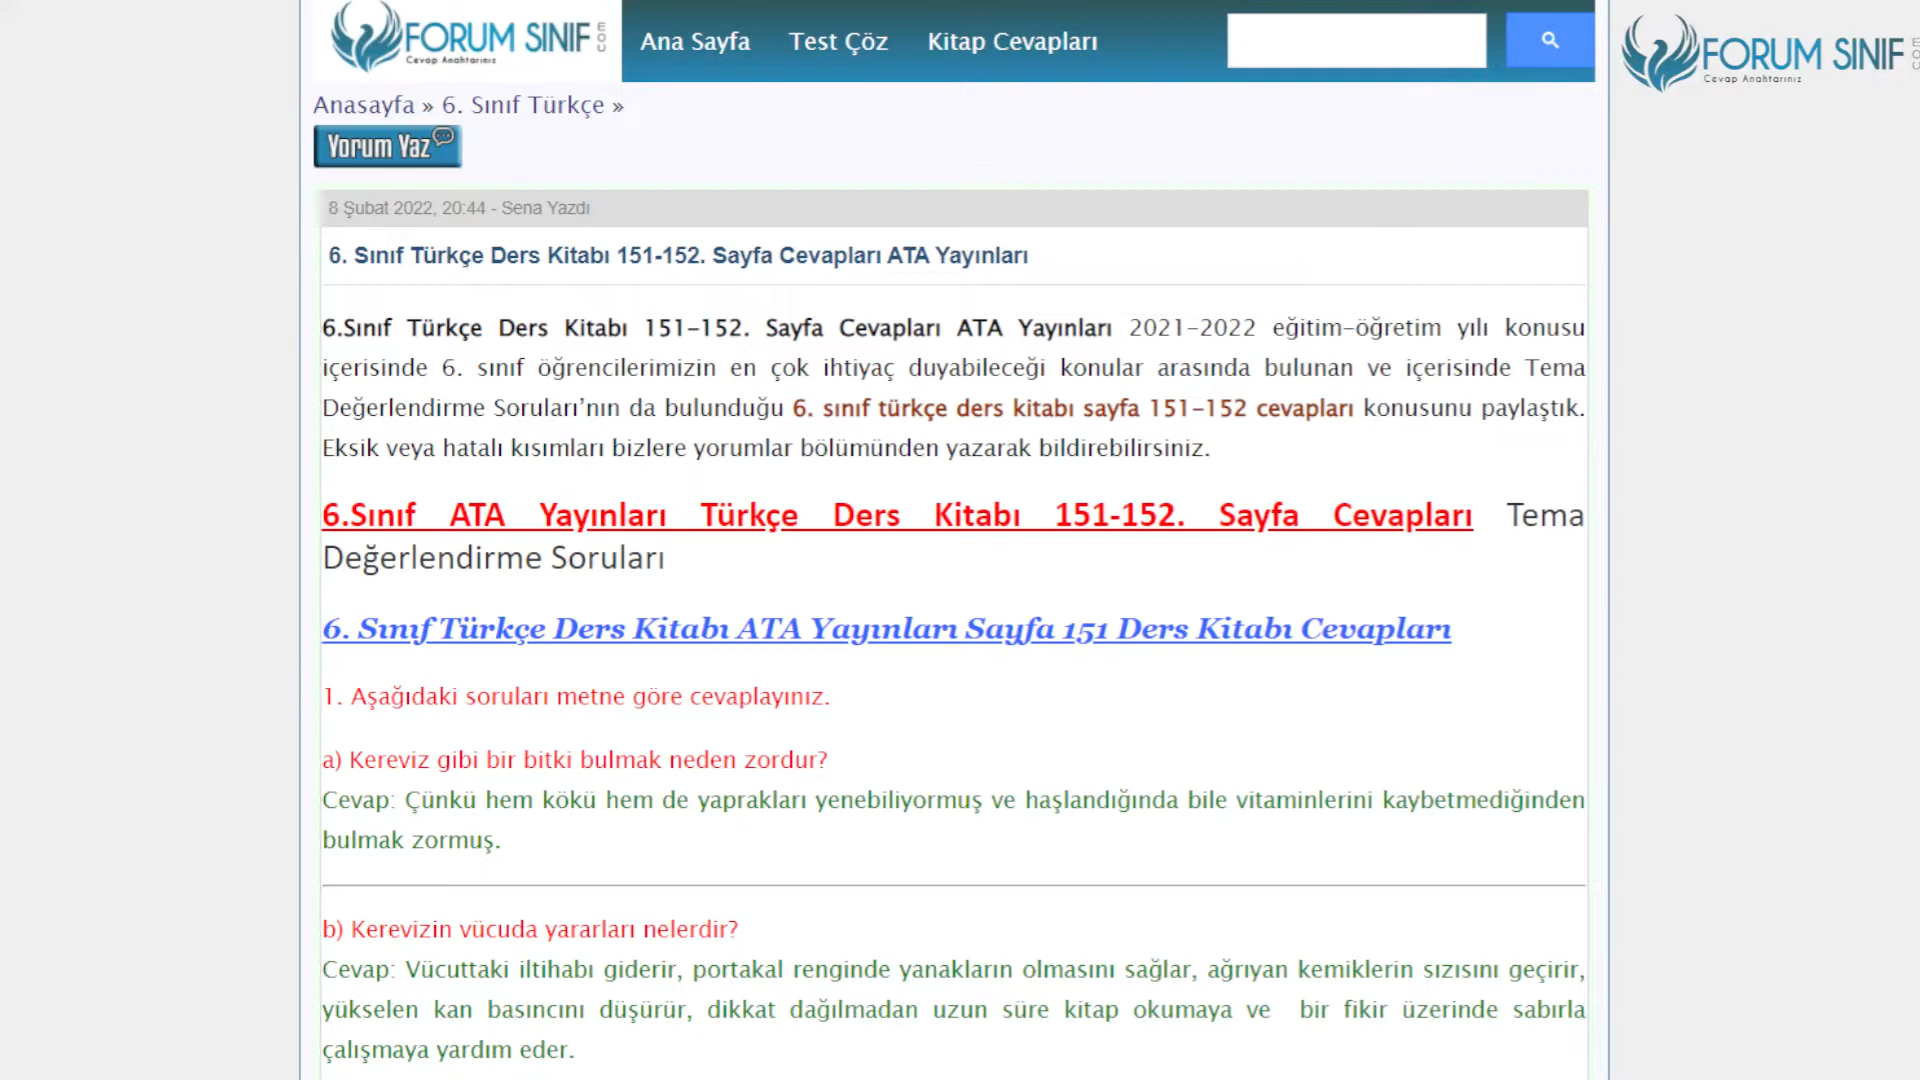 FORUM SINIF
COM
Cevap Anahtarınız
Ana Sayfa
Test Çöz
Kitap Cevapları
FORUM SINIF
Cevap Anahtarınız
Anasayfa » 6. Sınıf Türkçe »
Yorum Yaz
8 Şubat 2022, 20:44 - Sena Yazdı
6. Sınıf Türkçe Ders Kitabı 151-152. Sayfa Cevapları ATA Yayınları
6.Sınıf Türkçe Ders Kitabı 151-152. Sayfa Cevapları ATA Yayınları 2021-2022 eğitim-öğretim yılı konusu
içerisinde 6. sınıf öğrencilerimizin en çok ihtiyaç duyabileceği konular arasında bulunan ve içerisinde Tema
Değerlendirme Soruları’nın da bulunduğu 6. sınıf türkçe ders kitabı sayfa 151-152 cevapları konusunu paylaştık.
Eksik veya hatalı kısımları bizlere yorumlar bölümünden yazarak bildirebilirsiniz.
6.Sınıf ATA Yayınları Türkçe Ders Kitabı 151-152. Sayfa Cevapları Tema
Değerlendirme Soruları
6. Sınıf Türkçe Ders Kitabı ATA Yayınları Sayfa 151 Ders Kitabı Cevapları
1. Aşağıdaki soruları metne göre cevaplayınız.
a) Kereviz gibi bir bitki bulmak neden zordur?
Cevap: Çünkü hem kökü hem de yaprakları yenebiliyormuş ve haşlandığında bile vitaminlerini kaybetmediğinden
bulmak zormuş.
b) Kerevizin vücuda yararları nelerdir?
Cevap: Vücuttaki iltihabı giderir, portakal renginde yanakların olmasını sağlar, ağrıyan kemiklerin sızısını geçirir,
yükselen kan basıncını düşürür, dikkat dağılmadan uzun süre kitap okumaya ve bir fikir üzerinde sabırla
çalışmaya yardım eder.